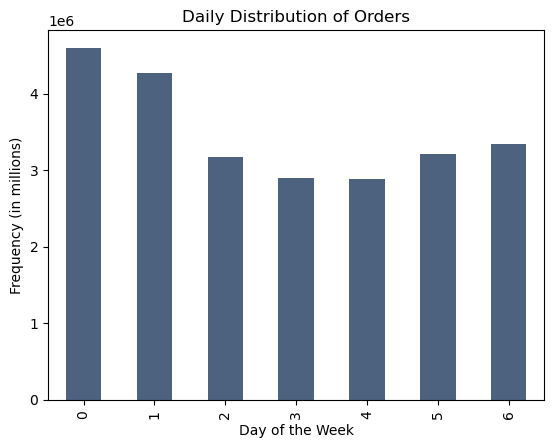 Daily Distribution of Orders
1e6
4
3
2
1
0
Frequency (in millions)
0 1 2 3 4 5 6
Day of the Week